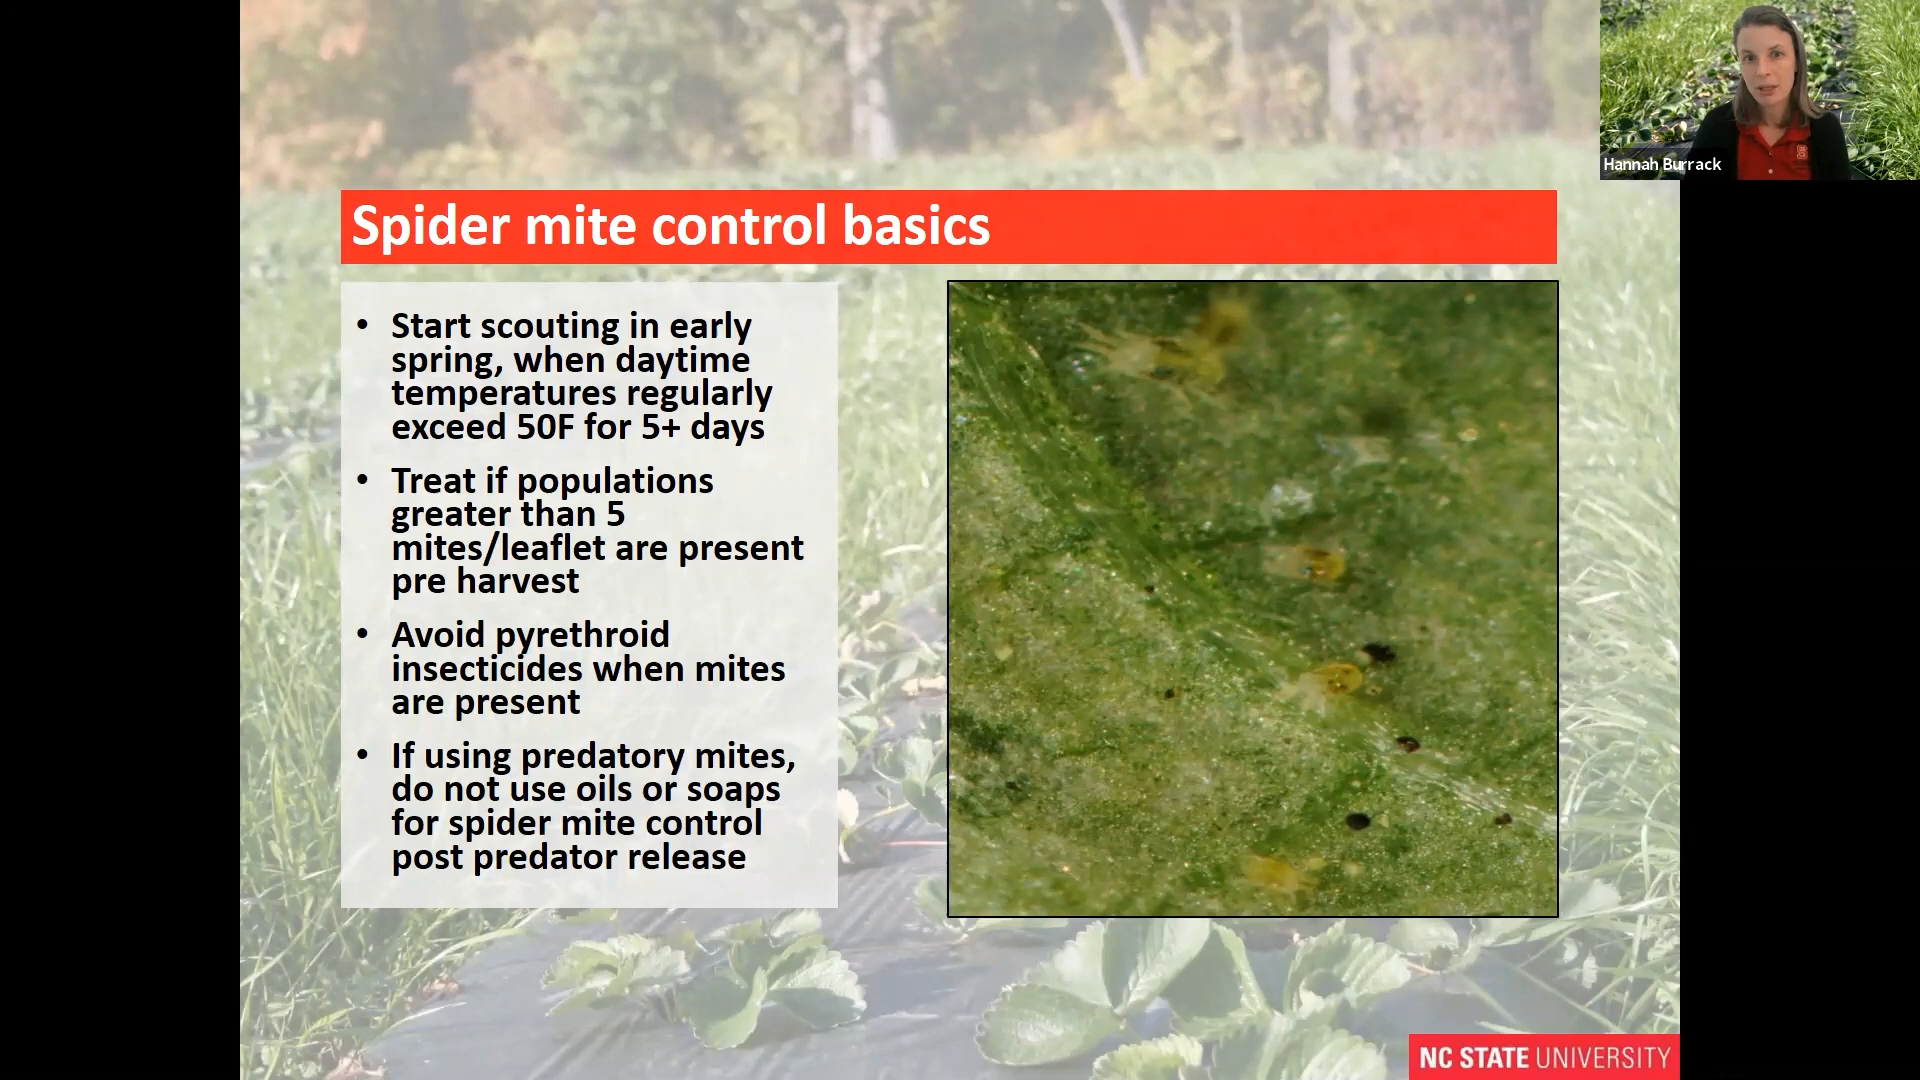 Hannah Burrack
Spider mite control basics
• Start scouting in early
spring, when daytime
temperatures regularly
exceed 50F for 5+ days
• Treat if populations
greater than 5
mites/leaflet are present
pre harvest
• Avoid pyrethroid
insecticides when mites
are present
• If using predatory mites,
do not use oils or soaps
for spider mite control
post predator release
NC STATE UNIVERSITY